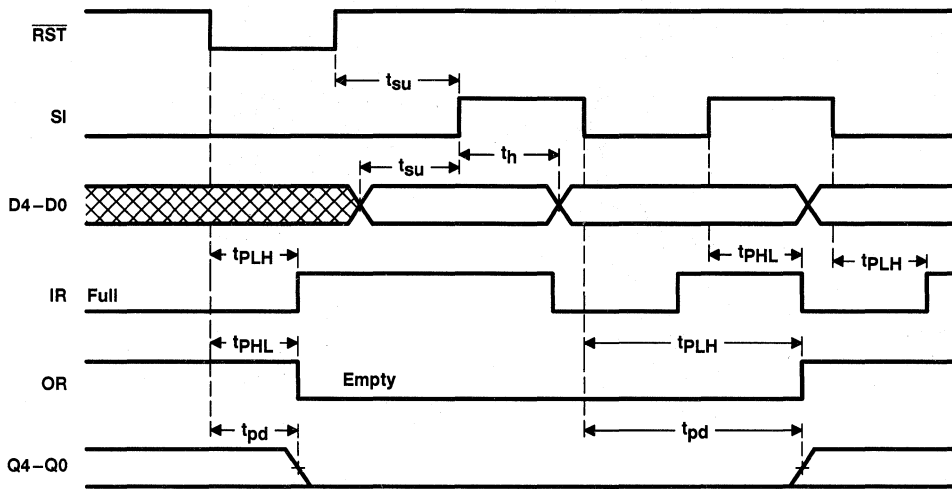 RST
tsu
SI
tsu
th
D4–D0
tPLH
tPHL
tPLH
IR
Full
tPHL
tPLH
OR
Empty
tpd
tpd
Q4–Q0